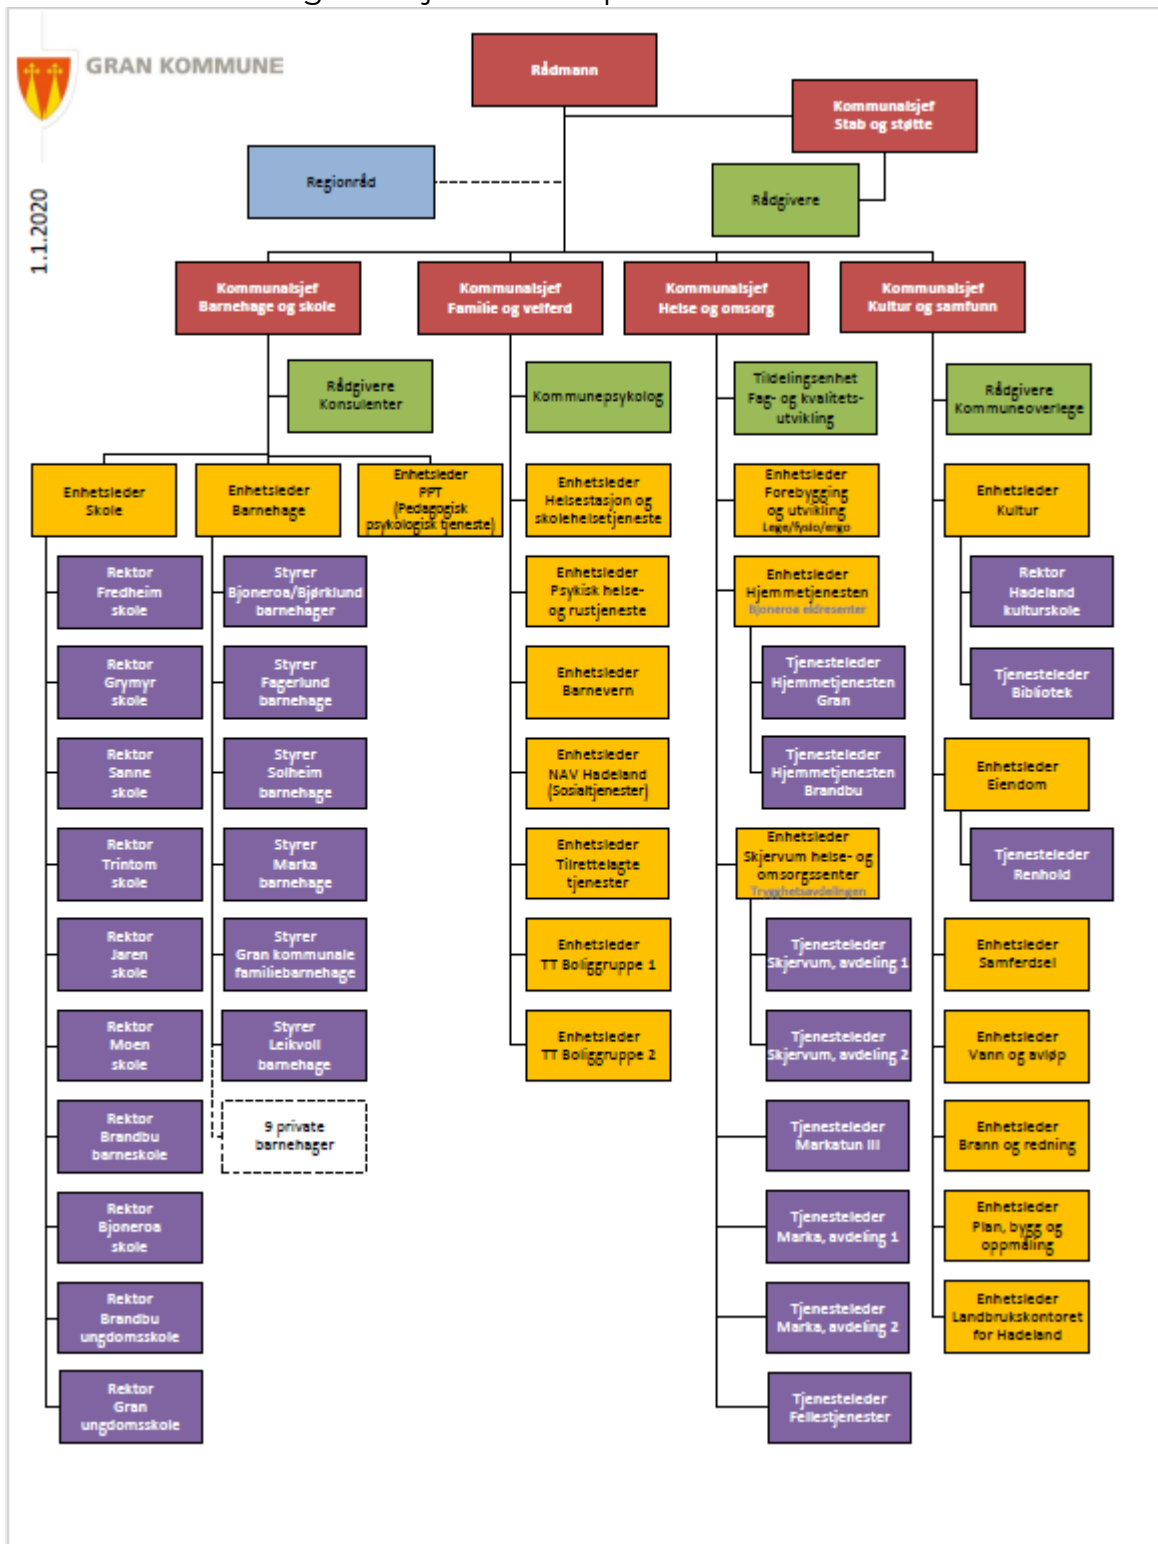 GRAN KOMMUNE
1.1.2020
Rådmann
Kommunalsjef
Stab og støtte
Regionråd
Rådgivere
Kommunalsjef
Barnehage og skole
Kommunalsjef
Familie og velferd
Kommunalsjef
Helse og omsorg
Kommunalsjef
Kultur og samfunn
Rådgivere
Konsulenter
Kommunepsykolog
Tildelingsenhet
Fag- og kvalitets-
utvikling
Rådgivere
Kommuneoverlege
Enhetsleder
Skole
Enhetsleder
Barnehage
Enhetsleder
PPT
(Pedagogisk
psykologisk tjeneste)
Enhetsleder
Helsestasjon og
skolehelsetjeneste
Enhetsleder
Forebygging
og utvikling
Lege/fysio/ergo
Enhetsleder
Kultur
Rektor
Fredheim
skole
Styrer
Bjoneroa/Bjørklund
barnehager
Enhetsleder
Psykisk helse-
og rustjeneste
Enhetsleder
Hjemmetjenesten
Bjoneroa eldresenter
Rektor
Hadeland
kulturskole
Rektor
Grymyr
skole
Styrer
Fagerlund
barnehage
Enhetsleder
Barnevern
Tjenesteleder
Hjemmetjenesten
Gran
Tjenesteleder
Bibliotek
Rektor
Sanne
skole
Styrer
Solheim
barnehage
Enhetsleder
NAV Hadeland
(Sosialtjenester)
Tjenesteleder
Hjemmetjenesten
Brandbu
Enhetsleder
Eiendom
Rektor
Trintom
skole
Styrer
Marka
barnehage
Enhetsleder
Tilrettelagte
tjenester
Enhetsleder
Skjervum helse- og
omsorgssenter
Trygghetsavdelingen
Tjenesteleder
Renhold
Rektor
Jaren
skole
Styrer
Gran kommunale
familiebarnehage
Enhetsleder
TT Boliggruppe 1
Tjenesteleder
Skjervum, avdeling 1
Enhetsleder
Samferdsel
Rektor
Moen
skole
Styrer
Leikvoll
barnehage
Enhetsleder
TT Boliggruppe 2
Tjenesteleder
Skjervum, avdeling 2
Enhetsleder
Vann og avløp
Rektor
Brandbu
barneskole
9 private
barnehager
Tjenesteleder
Markatun III
Enhetsleder
Brann og redning
Rektor
Bjoneroa
skole
Tjenesteleder
Marka, avdeling 1
Enhetsleder
Plan, bygg og
oppmåling
Rektor
Brandbu
ungdomsskole
Tjenesteleder
Marka, avdeling 2
Enhetsleder
Landbrukskontoret
for Hadeland
Rektor
Gran
ungdomsskole
Tjenesteleder
Fellestjenester